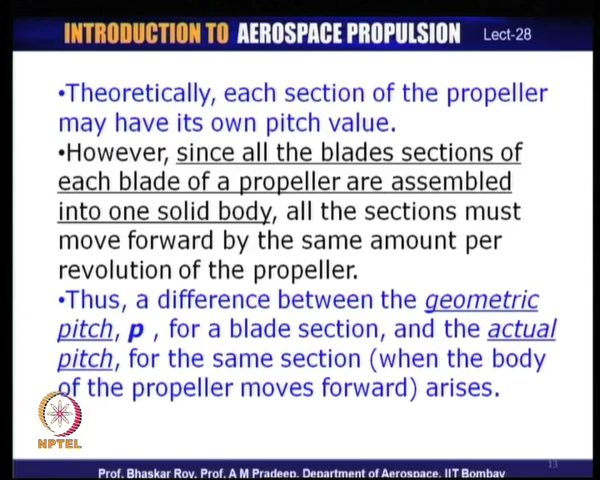 INTRODUCTION TO AEROSPACE PROPULSION Lect-28
•Theoretically, each section of the propeller
may have its own pitch value.
•However, since all the blades sections of
each blade of a propeller are assembled
into one solid body, all the sections must
move forward by the same amount per
revolution of the propeller.
•Thus, a difference between the geometric
pitch, p , for a blade section, and the actual
pitch, for the same section (when the body
of the propeller moves forward) arises.
NPTEL
13
Prof. Bhaskar Roy, Prof. A M Pradeep, Department of Aerospace, IIT Bombay